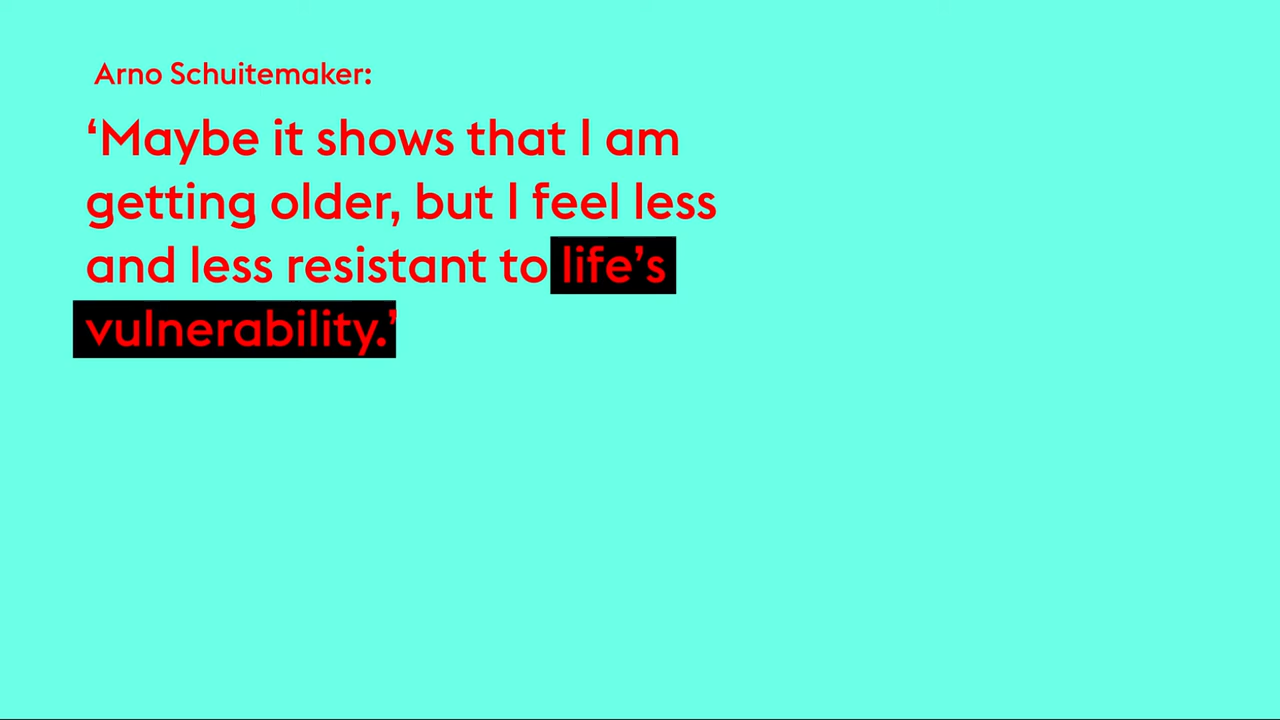 Arno Schuitemaker:
‘Maybe it shows that I am
getting older, but I feel less
and less resistant to life’s
vulnerability.’